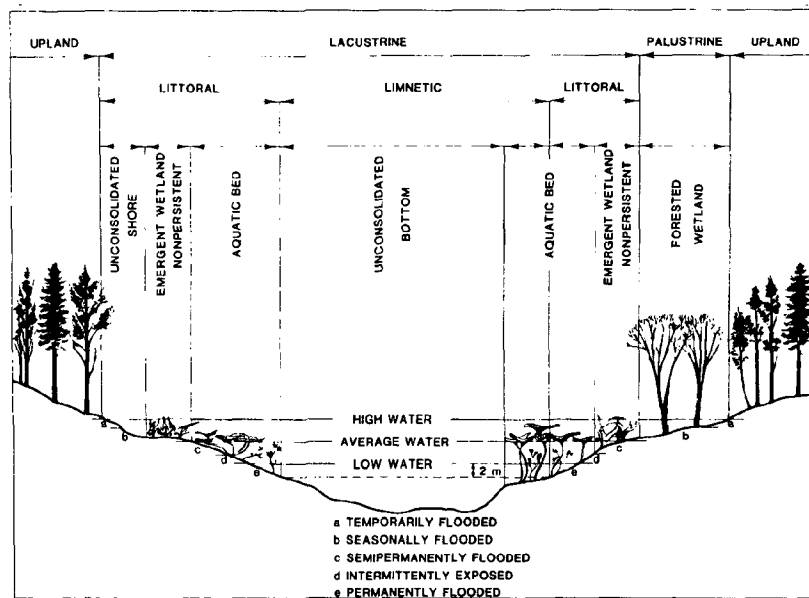 UPLAND LACUSTRINE PALUSTRINE UPLAND
LITTORAL LIMNETIC LITTORAL
UNCONSOLIDATED
SHORE
EMERGENT WETLAND
NONPERSISTENT
AQUATIC BED
UNCONSOLIDATED
BOTTOM
AQUATIC BED
EMERGENT WETLAND
NONPERSISTENT
FORESTED
WETLAND
HIGH WATER
AVERAGE WATER
LOW WATER
2 m
a b c d e
e d c b a
a TEMPORARILY FLOODED
b SEASONALLY FLOODED
c SEMIPERMANENTLY FLOODED
d INTERMITTENTLY EXPOSED
e PERMANENTLY FLOODED